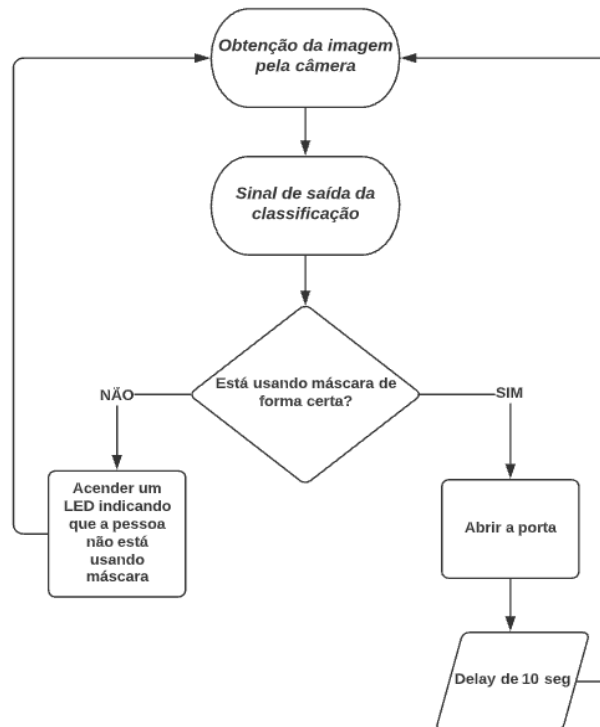 Obtenção da imagem
pela câmera
Sinal de saída da
classificação
Está usando máscara de
forma certa?
NÃO
SIM
Acender um
LED indicando
que a pessoa
não está
usando
máscara
Abrir a porta
Delay de 10 seg